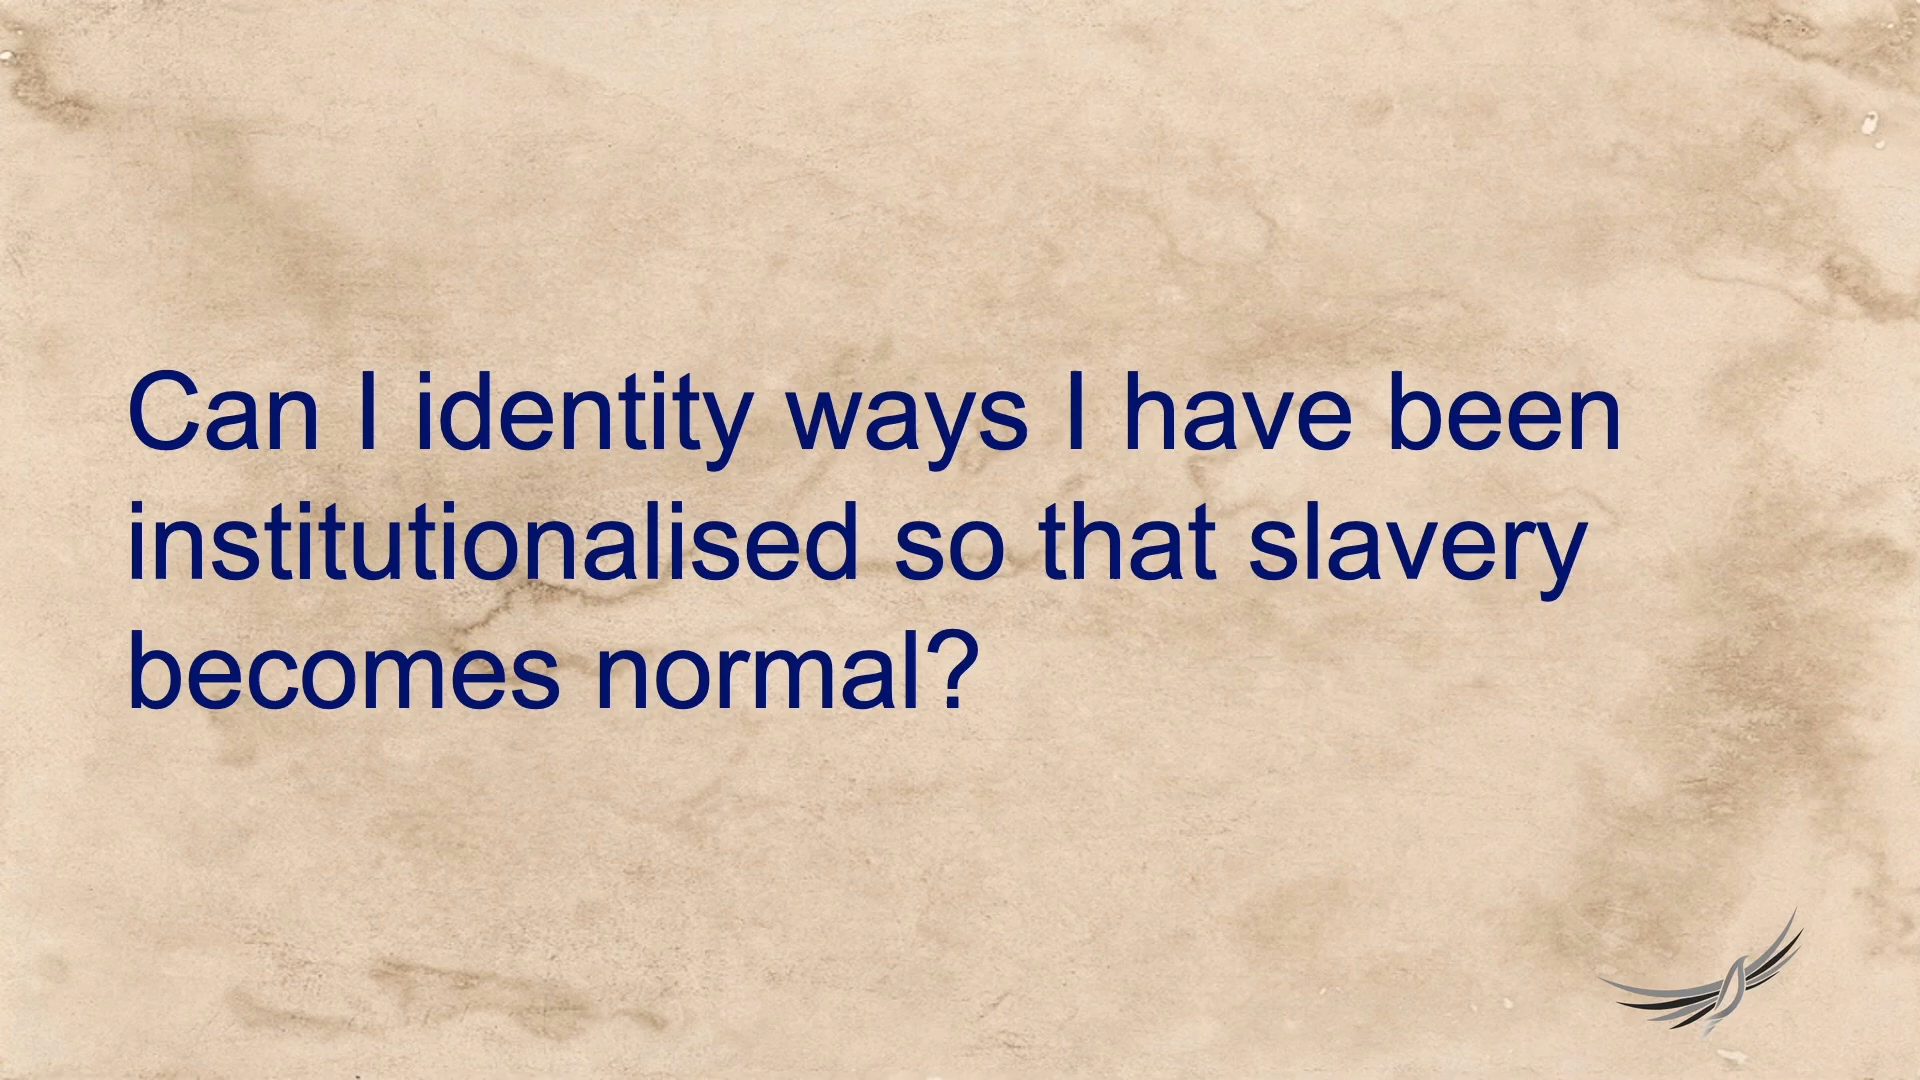 Can I identity ways I have been
institutionalised so that slavery
becomes normal?